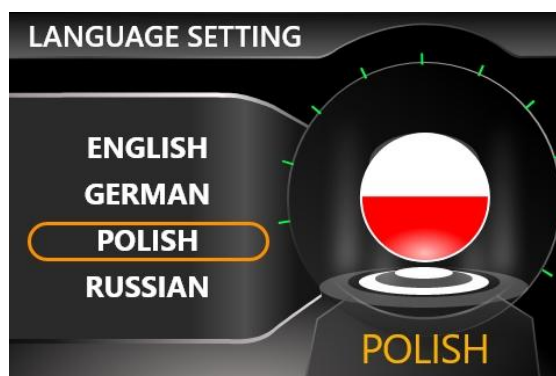 LANGUAGE SETTING
ENGLISH
GERMAN
POLISH
RUSSIAN
POLISH